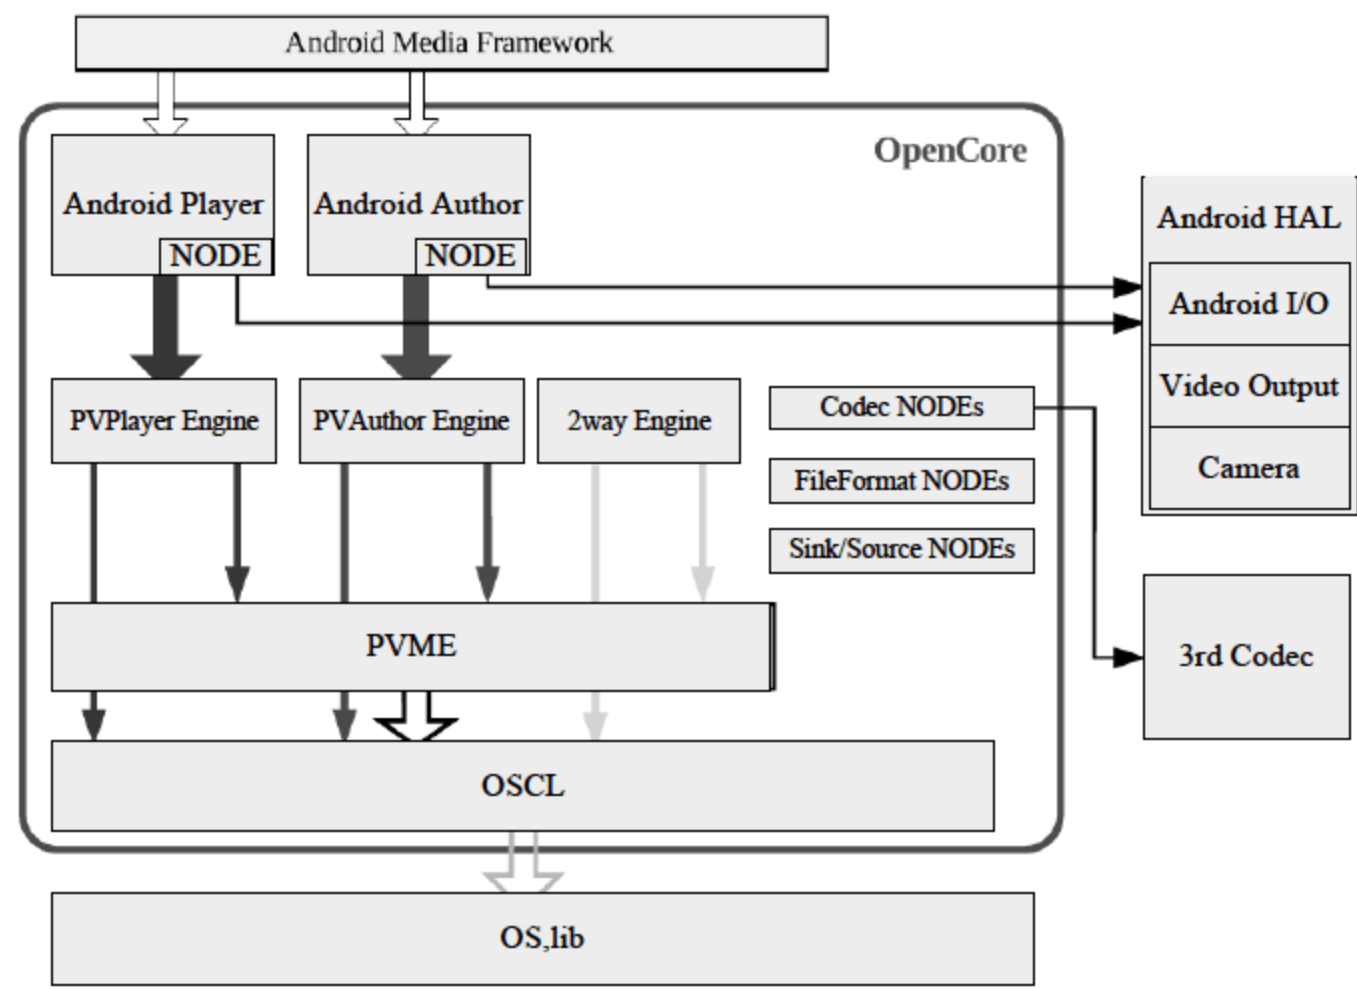 Android Media Framework
OpenCore
Android Player
NODE
Android Author
NODE
Android HAL
Android I/O
Video Output
Camera
PVPlayer Engine
PVAuthor Engine
2way Engine
Codec NODEs
FileFormat NODEs
Sink/Source NODEs
PVME
3rd Codec
OSCL
OS,lib